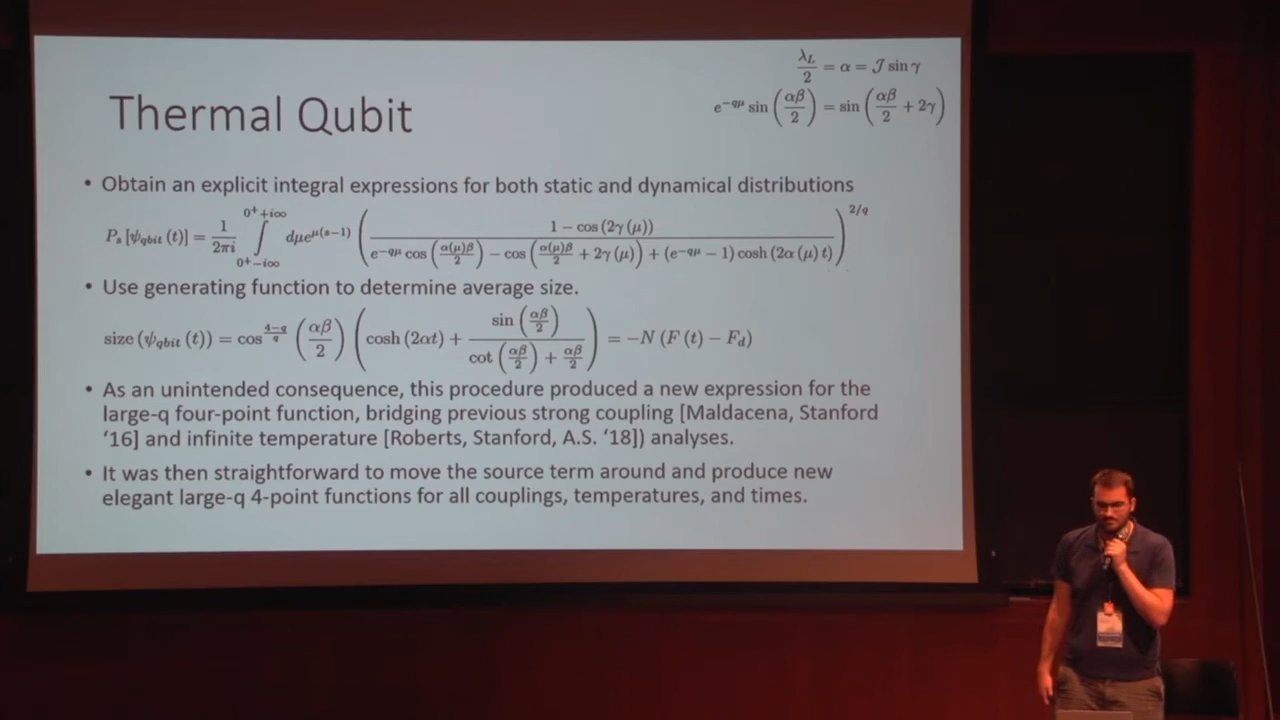 λ_L/2 = α = 𝒥 sin γ
e^{-qμ} sin (αβ/2) = sin (αβ/2 + 2γ)
Thermal Qubit
• Obtain an explicit integral expressions for both static and dynamical distributions
P_s [ψ_{qbit} (t)] = 1/(2πi) ∫_{0^+-i∞}^{0^++i∞} dμe^{μ(s-1)} ( (1 - cos (2γ (μ))) / (e^{-qμ} cos (α(μ)β/2) - cos (α(μ)β/2 + 2γ (μ)) + (e^{-qμ} - 1) cosh (2α (μ) t)) )^{2/q}
• Use generating function to determine average size.
size (ψ_{qbit} (t)) = cos^{(4-q)/q} (αβ/2) ( cosh (2αt) + sin (αβ/2) / (cot (αβ/2) + αβ/2) ) = -N (F (t) - F_d)
• As an unintended consequence, this procedure produced a new expression for the
large-q four-point function, bridging previous strong coupling [Maldacena, Stanford
‘16] and infinite temperature [Roberts, Stanford, A.S. ‘18]) analyses.
• It was then straightforward to move the source term around and produce new
elegant large-q 4-point functions for all couplings, temperatures, and times.